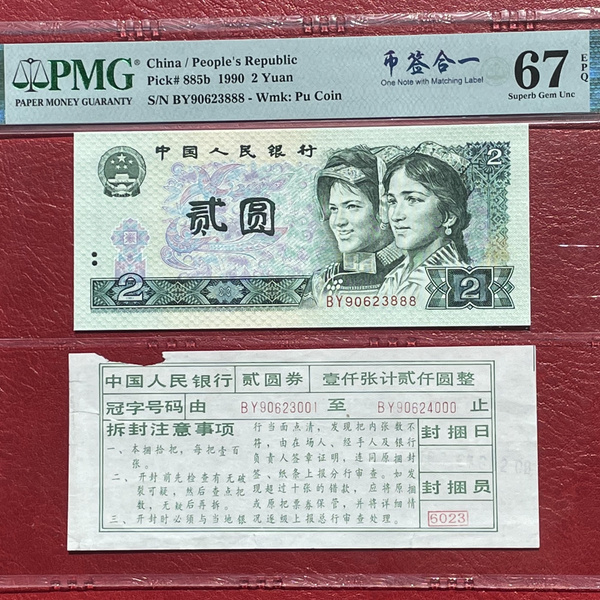 PMG
PAPER MONEY GUARANTY
China / People's Republic
Pick# 885b 1990 2 Yuan
S/N BY90623888 - Wmk: Pu Coin
币签合一
One Note with Matching Label
67 EPQ
Superb Gem Unc
中国人民银行
2
贰圆
2
BY90623888
2
中国人民银行 贰圆券 壹仟张计贰仟圆整
冠字号码 由 BY90623001 至 BY90624000 止
拆封注意事项
一、本捆拾把，每把壹百
张。
二、开封前先检查有无破
裂可疑，然后查点把
数，无疑后再拆。
三、开封时必须与当地银
行当面点清，发现把内张数不
符，由在场人、经手人及银行
负责人签章证明，连同原捆封
签、纸条上报分行审查。如发
现超过十张的错款，应将原捆
或原把票券保管，并将详细情
况逐级上报总行审查处理。
封捆日
封捆员
6023